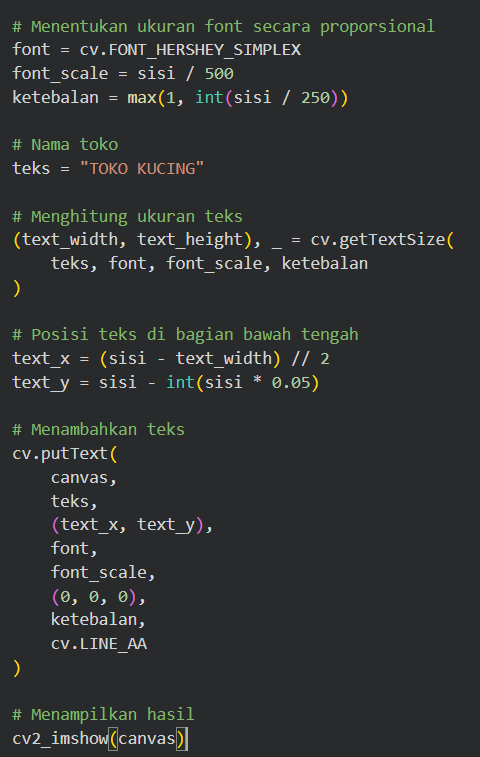 # Menentukan ukuran font secara proporsional
font = cv.FONT_HERSHEY_SIMPLEX
font_scale = sisi / 500
ketebalan = max(1, int(sisi / 250))

# Nama toko
teks = "TOKO KUCING"

# Menghitung ukuran teks
(text_width, text_height), _ = cv.getTextSize(
    teks, font, font_scale, ketebalan
)

# Posisi teks di bagian bawah tengah
text_x = (sisi - text_width) // 2
text_y = sisi - int(sisi * 0.05)

# Menambahkan teks
cv.putText(
    canvas,
    teks,
    (text_x, text_y),
    font,
    font_scale,
    (0, 0, 0),
    ketebalan,
    cv.LINE_AA
)

# Menampilkan hasil
cv2_imshow(canvas)